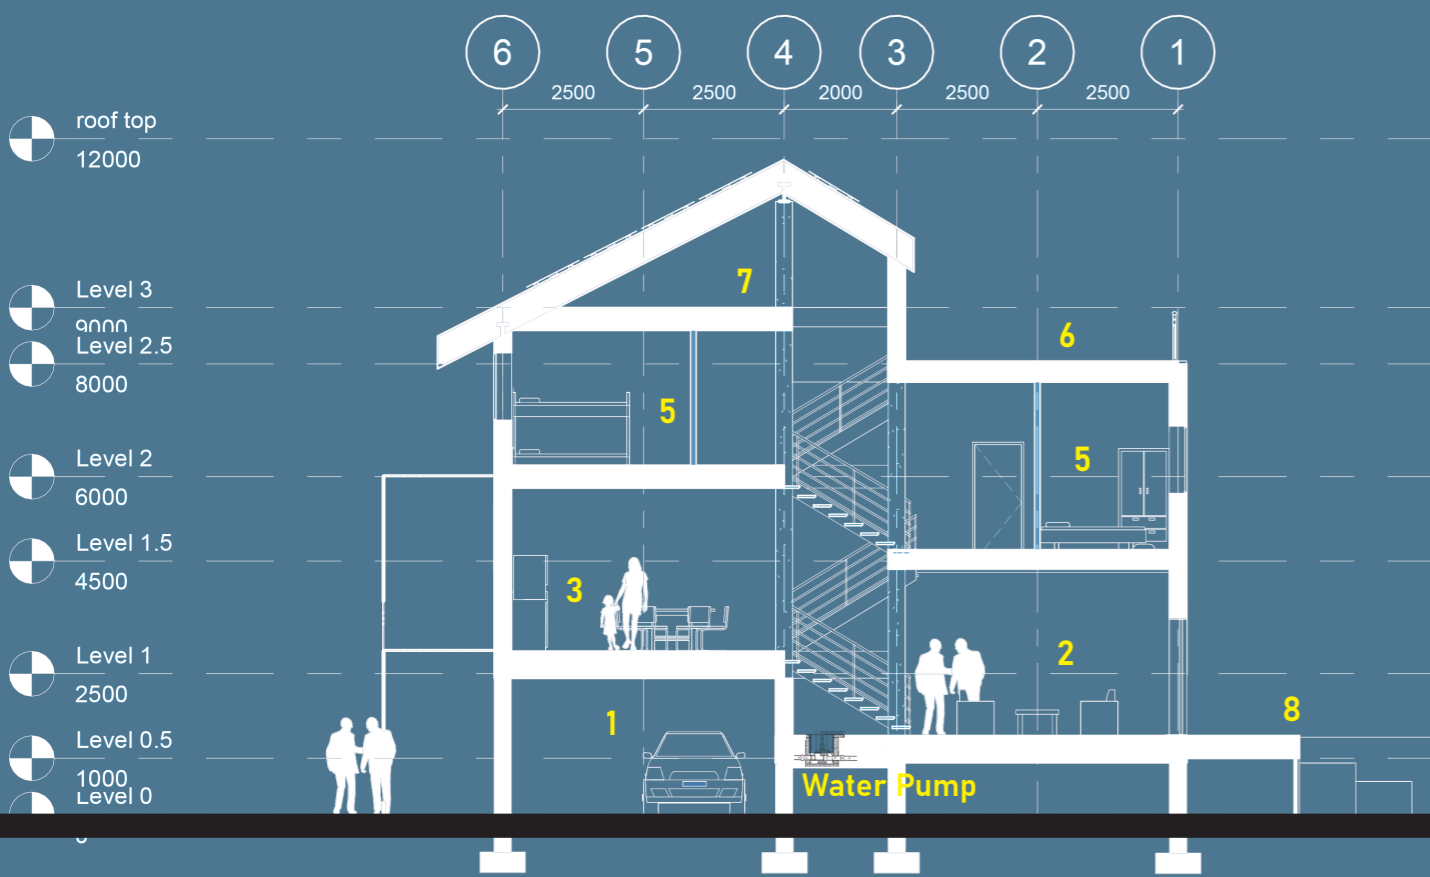 6 5 4 3 2 1
2500 2500 2000 2500 2500
roof top
12000
7
Level 3
9000
6
Level 2.5
8000
5
Level 2
5
6000
Level 1.5
4500
3
Level 1
2
2500
8
1
Level 0.5
1000
Water Pump
Level 0